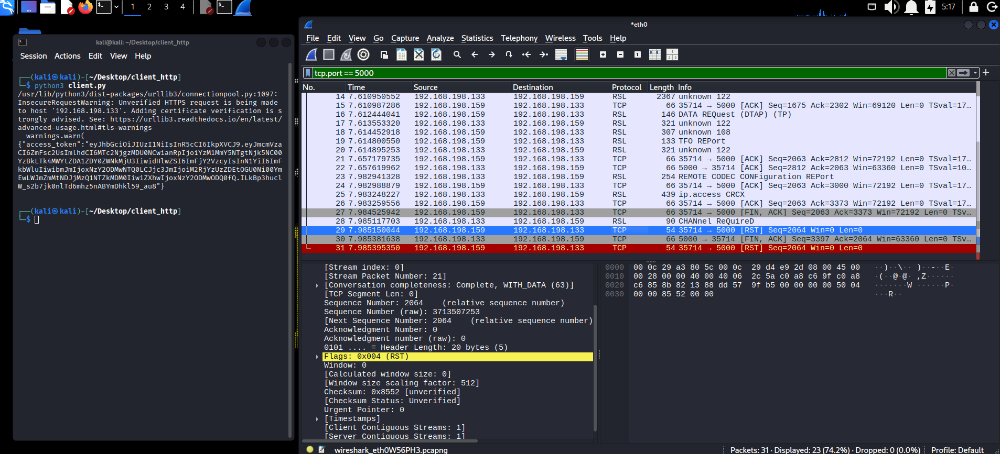 1 2 3 4
5:17
kali@kali: ~/Desktop/client_http
Session Actions Edit View Help
┌──(kali㉿kali)-[~/Desktop/client_http]
└─$ python3 client.py
/usr/lib/python3/dist-packages/urllib3/connectionpool.py:1097:
InsecureRequestWarning: Unverified HTTPS request is being made
to host '192.168.198.133'. Adding certificate verification is s
trongly advised. See: https://urllib3.readthedocs.io/en/latest/
advanced-usage.html#tls-warnings
warnings.warn(
{"access_token":"eyJhbGciOiJIUzI1NiIsInR5cCI6IkpXVCJ9.eyJmcmVza
┌──(kali㉿kali)-[~/Desktop/client_http]
└─$
*eth0
File Edit View Go Capture Analyze Statistics Telephony Wireless Tools Help
tcp.port == 5000
No. Time Source Destination Protocol Length Info
14 7.610950552 192.168.198.133 192.168.198.159 RSL 2367 unknown 122
15 7.610987286 192.168.198.159 192.168.198.133 TCP 66 35714 → 5000 [ACK] Seq=1675 Ack=2302 Win=69120 Len=0 TSval=17…
16 7.612444041 192.168.198.159 192.168.198.133 RSL 146 DATA REQuest (DTAP) (TP)
17 7.613553320 192.168.198.133 192.168.198.159 RSL 321 unknown 122
18 7.614452918 192.168.198.159 192.168.198.133 RSL 307 unknown 108
19 7.614800550 192.168.198.159 192.168.198.133 RSL 133 TFO REPort
20 7.614895253 192.168.198.133 192.168.198.159 RSL 321 unknown 122
21 7.657179735 192.168.198.159 192.168.198.133 TCP 66 35714 → 5000 [ACK] Seq=2063 Ack=2812 Win=72192 Len=0 TSval=17…
22 7.657619962 192.168.198.133 192.168.198.159 TCP 66 5000 → 35714 [ACK] Seq=2812 Ack=2063 Win=63360 Len=0 TSval=10…
23 7.982941328 192.168.198.133 192.168.198.159 RSL 254 REMOTE CODEC CONFiguration REPort
24 7.982988879 192.168.198.159 192.168.198.133 TCP 66 35714 → 5000 [ACK] Seq=2063 Ack=3000 Win=72192 Len=0 TSval=17…
25 7.983248227 192.168.198.133 192.168.198.159 RSL 439 ip.access CRCX
26 7.983259556 192.168.198.159 192.168.198.133 TCP 66 35714 → 5000 [ACK] Seq=2063 Ack=3373 Win=72192 Len=0 TSval=17…
27 7.984525942 192.168.198.159 192.168.198.133 TCP 66 35714 → 5000 [FIN, ACK] Seq=2063 Ack=3373 Win=72192 Len=0 TSv…
28 7.985117703 192.168.198.133 192.168.198.159 RSL 90 CHANnel ReQuireD
29 7.985150044 192.168.198.159 192.168.198.133 TCP 54 35714 → 5000 [RST] Seq=2064 Win=0 Len=0
30 7.985381638 192.168.198.133 192.168.198.159 TCP 66 5000 → 35714 [FIN, ACK] Seq=3397 Ack=2064 Win=63360 Len=0 TSv…
31 7.985395350 192.168.198.159 192.168.198.133 TCP 54 35714 → 5000 [RST] Seq=2064 Win=0 Len=0
[Stream index: 0]
[Stream Packet Number: 21]
[Conversation completeness: Complete, WITH_DATA (63)]
[TCP Segment Len: 0]
Sequence Number: 2064 (relative sequence number)
Sequence Number (raw): 3713507253
[Next Sequence Number: 2064 (relative sequence number)
Acknowledgment Number: 0
Acknowledgment number (raw): 0
0101 .... = Header Length: 20 bytes (5)
Flags: 0x004 (RST)
Window: 0
[Calculated window size: 0]
[Window size scaling factor: 512]
Checksum: 0x8552 [unverified]
[Checksum Status: Unverified]
Urgent Pointer: 0
[Timestamps]
[Client Contiguous Streams: 1]
[Server Contiguous Streams: 1]
0000 00 0c 29 a3 80 5c 00 0c 29 d4 e9 2d 08 00 45 00 ··)··\·· )··-··E·
0010 00 28 00 00 40 00 40 06 2c 5a c0 a8 c6 9f c0 a8 ·(··@·@· ,Z······
0020 c6 85 8b 82 13 88 dd 57 9f b5 00 00 00 00 50 04 ·······W ······P·
0030 00 00 85 52 00 00 ···R··
wireshark_eth0W56PH3.pcapng
Packets: 31 · Displayed: 23 (74.2%) · Dropped: 0 (0.0%)
Profile: Default